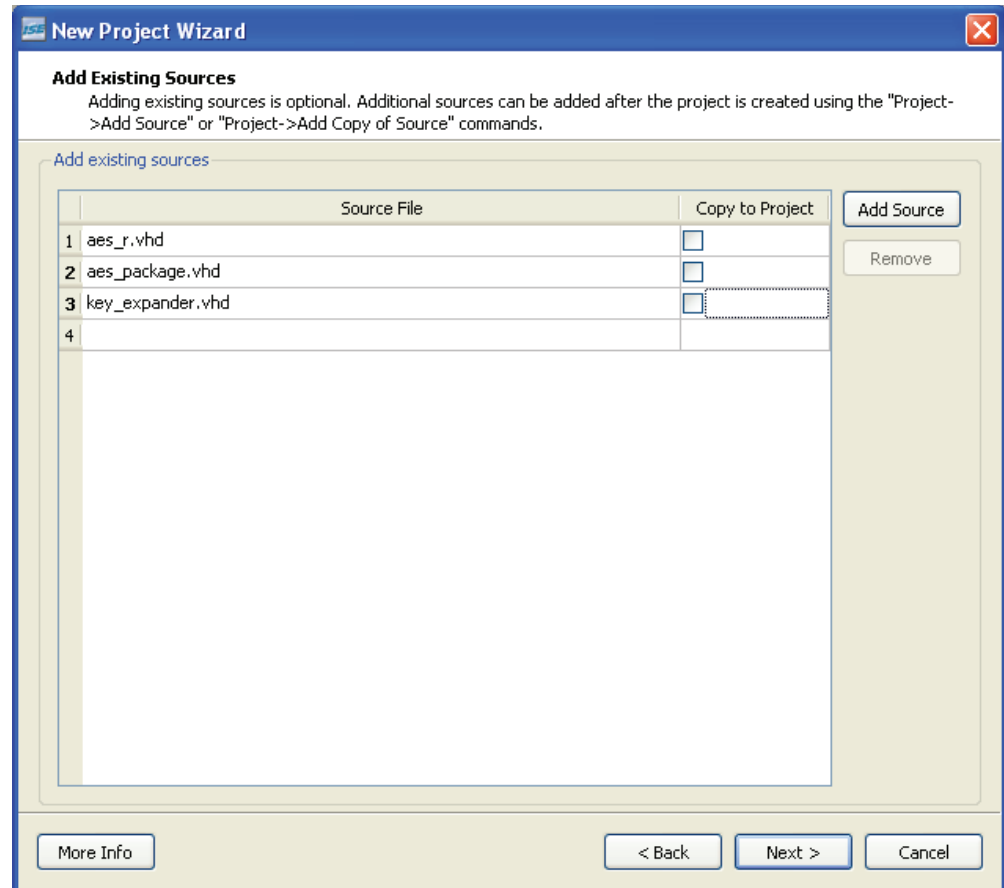 ISE New Project Wizard
Add Existing Sources
Adding existing sources is optional. Additional sources can be added after the project is created using the "Project-
>Add Source" or "Project->Add Copy of Source" commands.
Add existing sources
Source File Copy to Project Add Source
1 aes_r.vhd
Remove
2 aes_package.vhd
3 key_expander.vhd
4
More Info < Back Next > Cancel